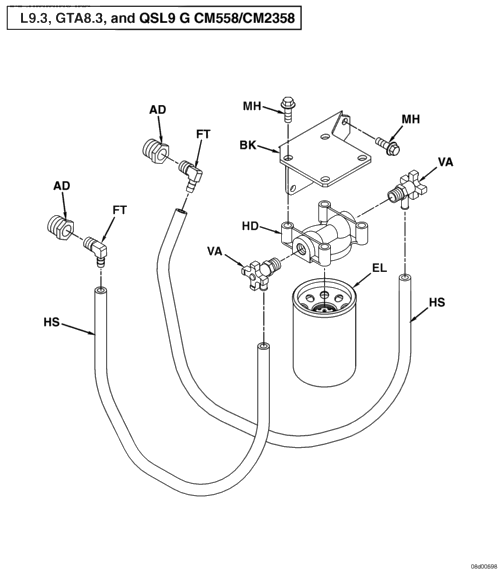 L9.3, GTA8.3, and QSL9 G CM558/CM2358
MH
AD
MH
FT
BK
VA
AD
FT
HD
VA
EL
HS
HS
08d00898